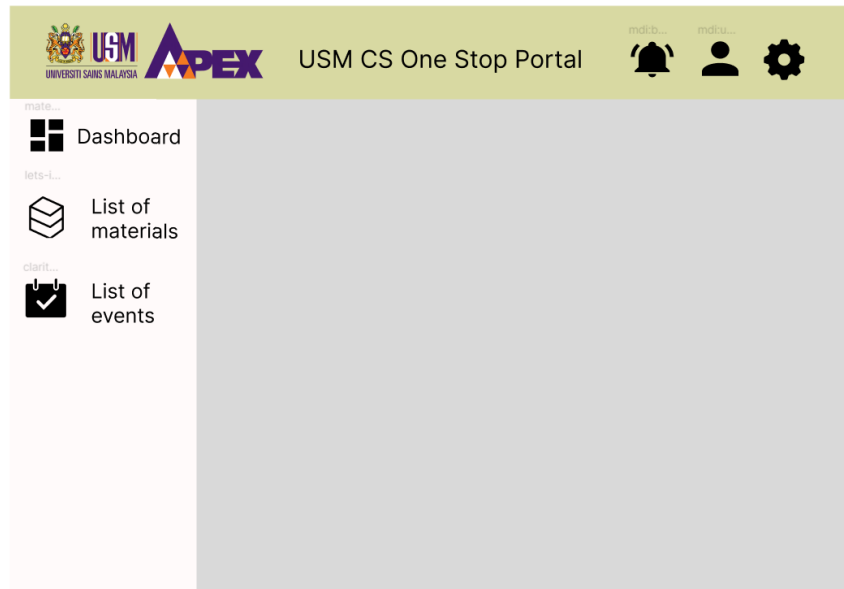 mdi:b... mdi:u...
USM
UNIVERSITI SAINS MALAYSIA
APEX
USM CS One Stop Portal
mate...
Dashboard
lets-i...
List of
materials
clarit...
List of
events